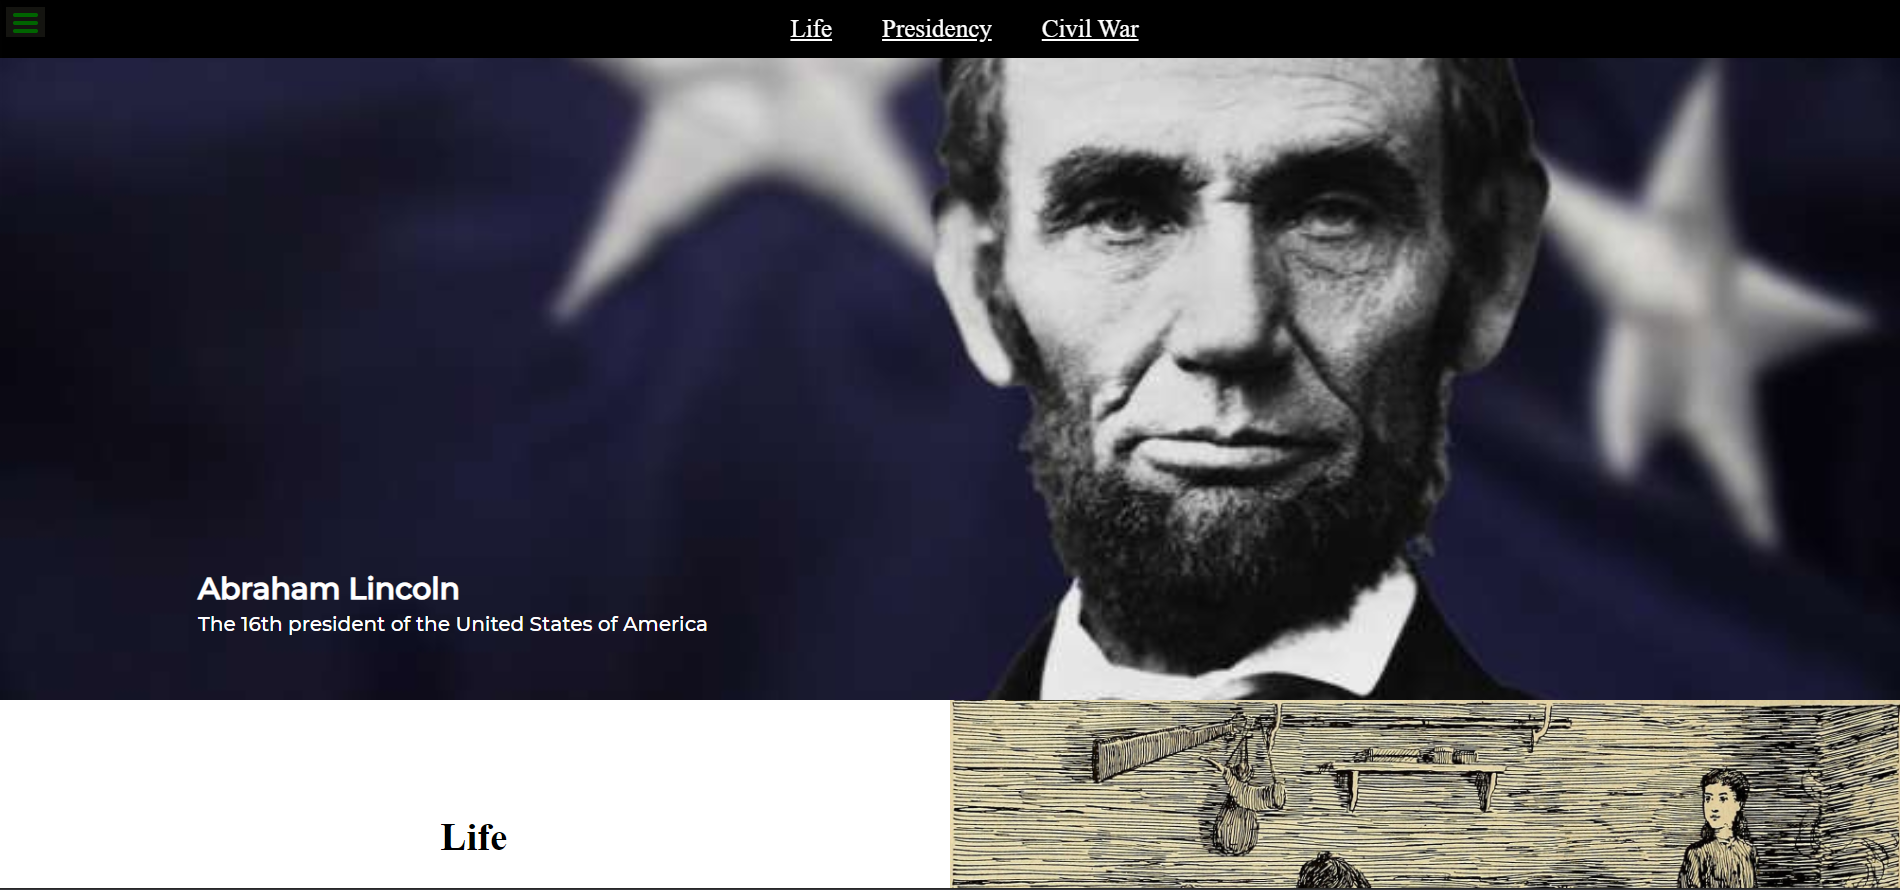 Life Presidency Civil War
Abraham Lincoln
The 16th president of the United States of America
Life